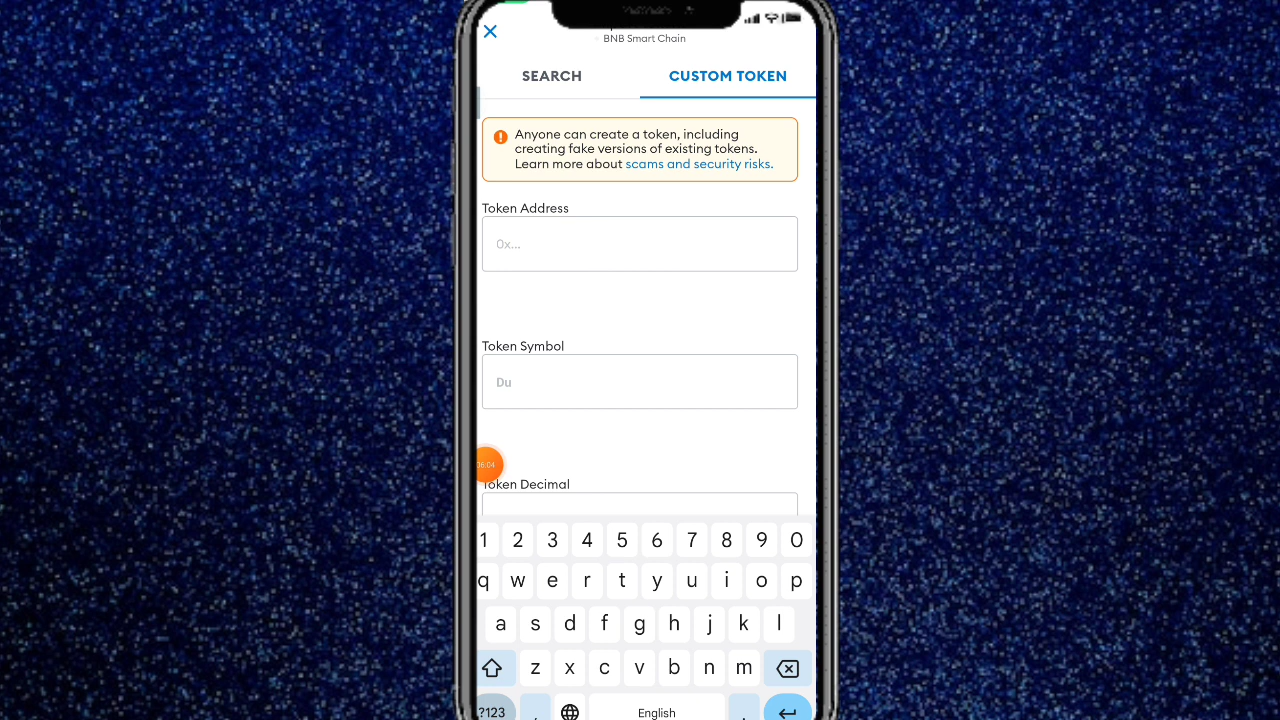 BNB Smart Chain
SEARCH
CUSTOM TOKEN
Anyone can create a token, including
creating fake versions of existing tokens.
Learn more about scams and security risks.
Token Address
0x...
Token Symbol
Du
06:04
Token Decimal
1 2 3 4 5 6 7 8 9 0
q w e r t y u i o p
a s d f g h j k l
z x c v b n m
?123 , English .